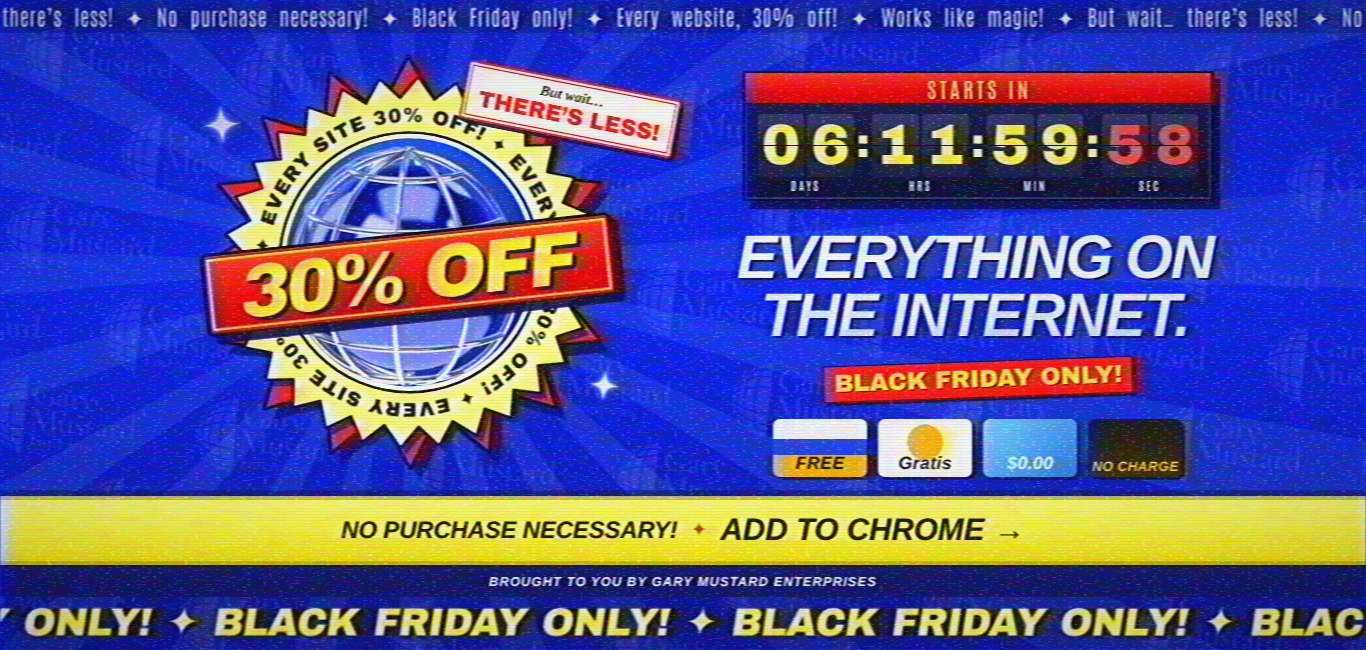 there's less! ✦ No purchase necessary! ✦ Black Friday only! ✦ Every website, 30% off! ✦ Works like magic! ✦ But wait… there's less! ✦ No
EVERY SITE 30% OFF! ✦ EVERY
30% OFF! ✦ EVERY SITE 30%
But wait...
THERE'S LESS!
30% OFF
STARTS IN
06:11:59:58
DAYS HRS MIN SEC
EVERYTHING ON
THE INTERNET.
BLACK FRIDAY ONLY!
FREE Gratis $0.00 NO CHARGE
NO PURCHASE NECESSARY! ✦ ADD TO CHROME →
BROUGHT TO YOU BY GARY MUSTARD ENTERPRISES
Y ONLY! ✦ BLACK FRIDAY ONLY! ✦ BLACK FRIDAY ONLY! ✦ BLAC
Gary
Mustard